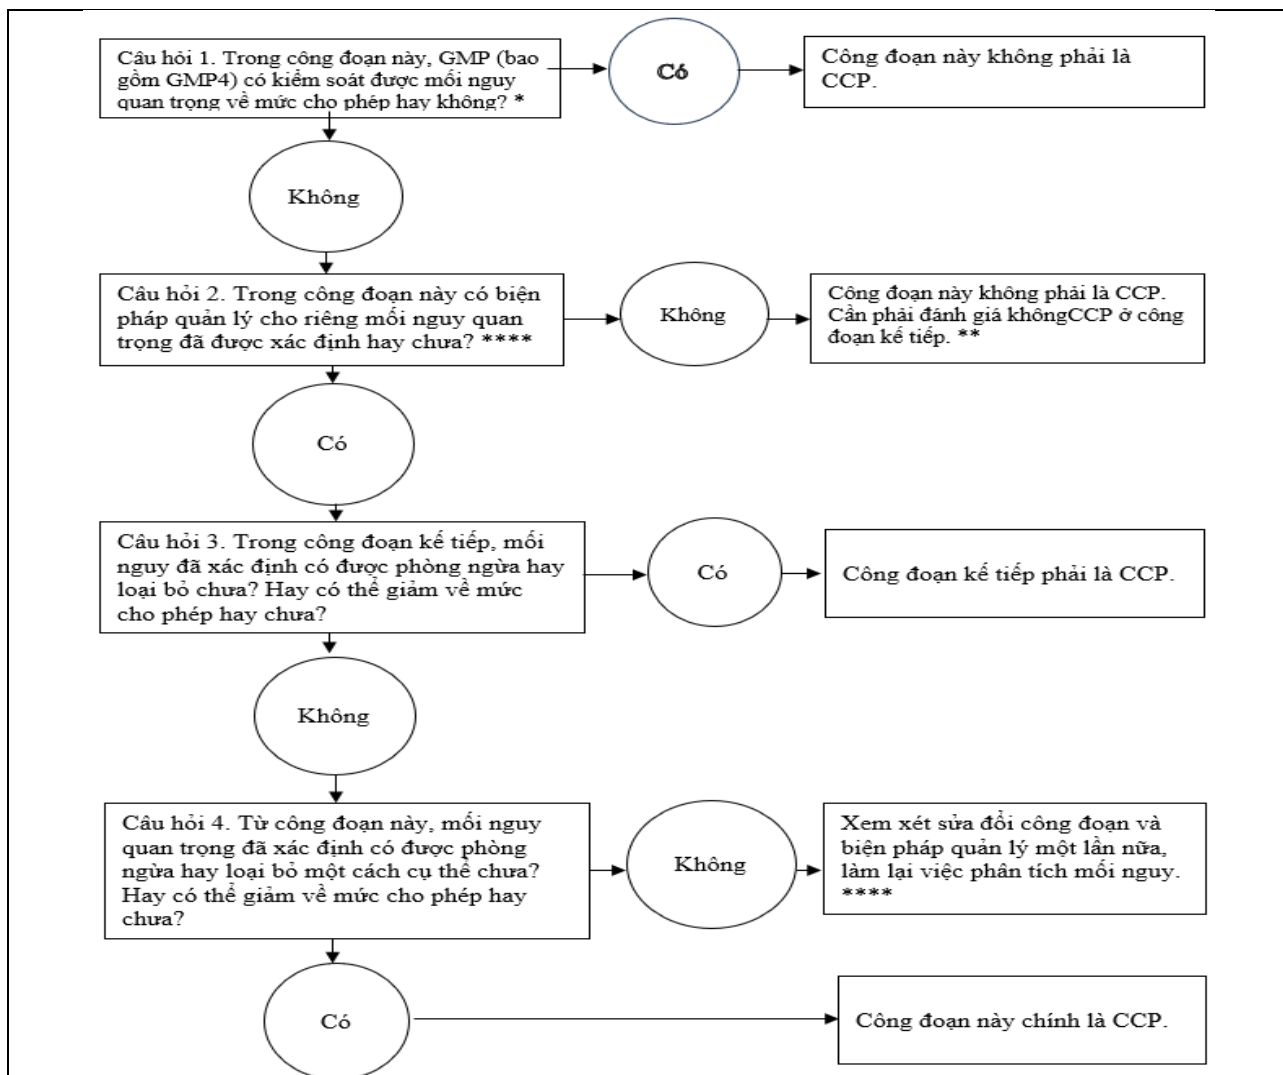 Câu hỏi 1. Trong công đoạn này, GMP (bao
gồm GMP4) có kiểm soát được mối nguy
quan trọng về mức cho phép hay không? *
Có
Công đoạn này không phải là
CCP.
Không
Câu hỏi 2. Trong công đoạn này có biện
pháp quản lý cho riêng mối nguy quan
trọng đã được xác định hay chưa? ****
Không
Công đoạn này không phải là CCP.
Cần phải đánh giá khôngCCP ở công
đoạn kế tiếp. **
Có
Câu hỏi 3. Trong công đoạn kế tiếp, mối
nguy đã xác định có được phòng ngừa hay
loại bỏ chưa? Hay có thể giảm về mức
cho phép hay chưa?
Có
Công đoạn kế tiếp phải là CCP.
Không
Câu hỏi 4. Từ công đoạn này, mối nguy
quan trọng đã xác định có được phòng
ngừa hay loại bỏ một cách cụ thể chưa?
Hay có thể giảm về mức cho phép hay
chưa?
Không
Xem xét sửa đổi công đoạn và
biện pháp quản lý một lần nữa,
làm lại việc phân tích mối nguy.
****
Có
Công đoạn này chính là CCP.